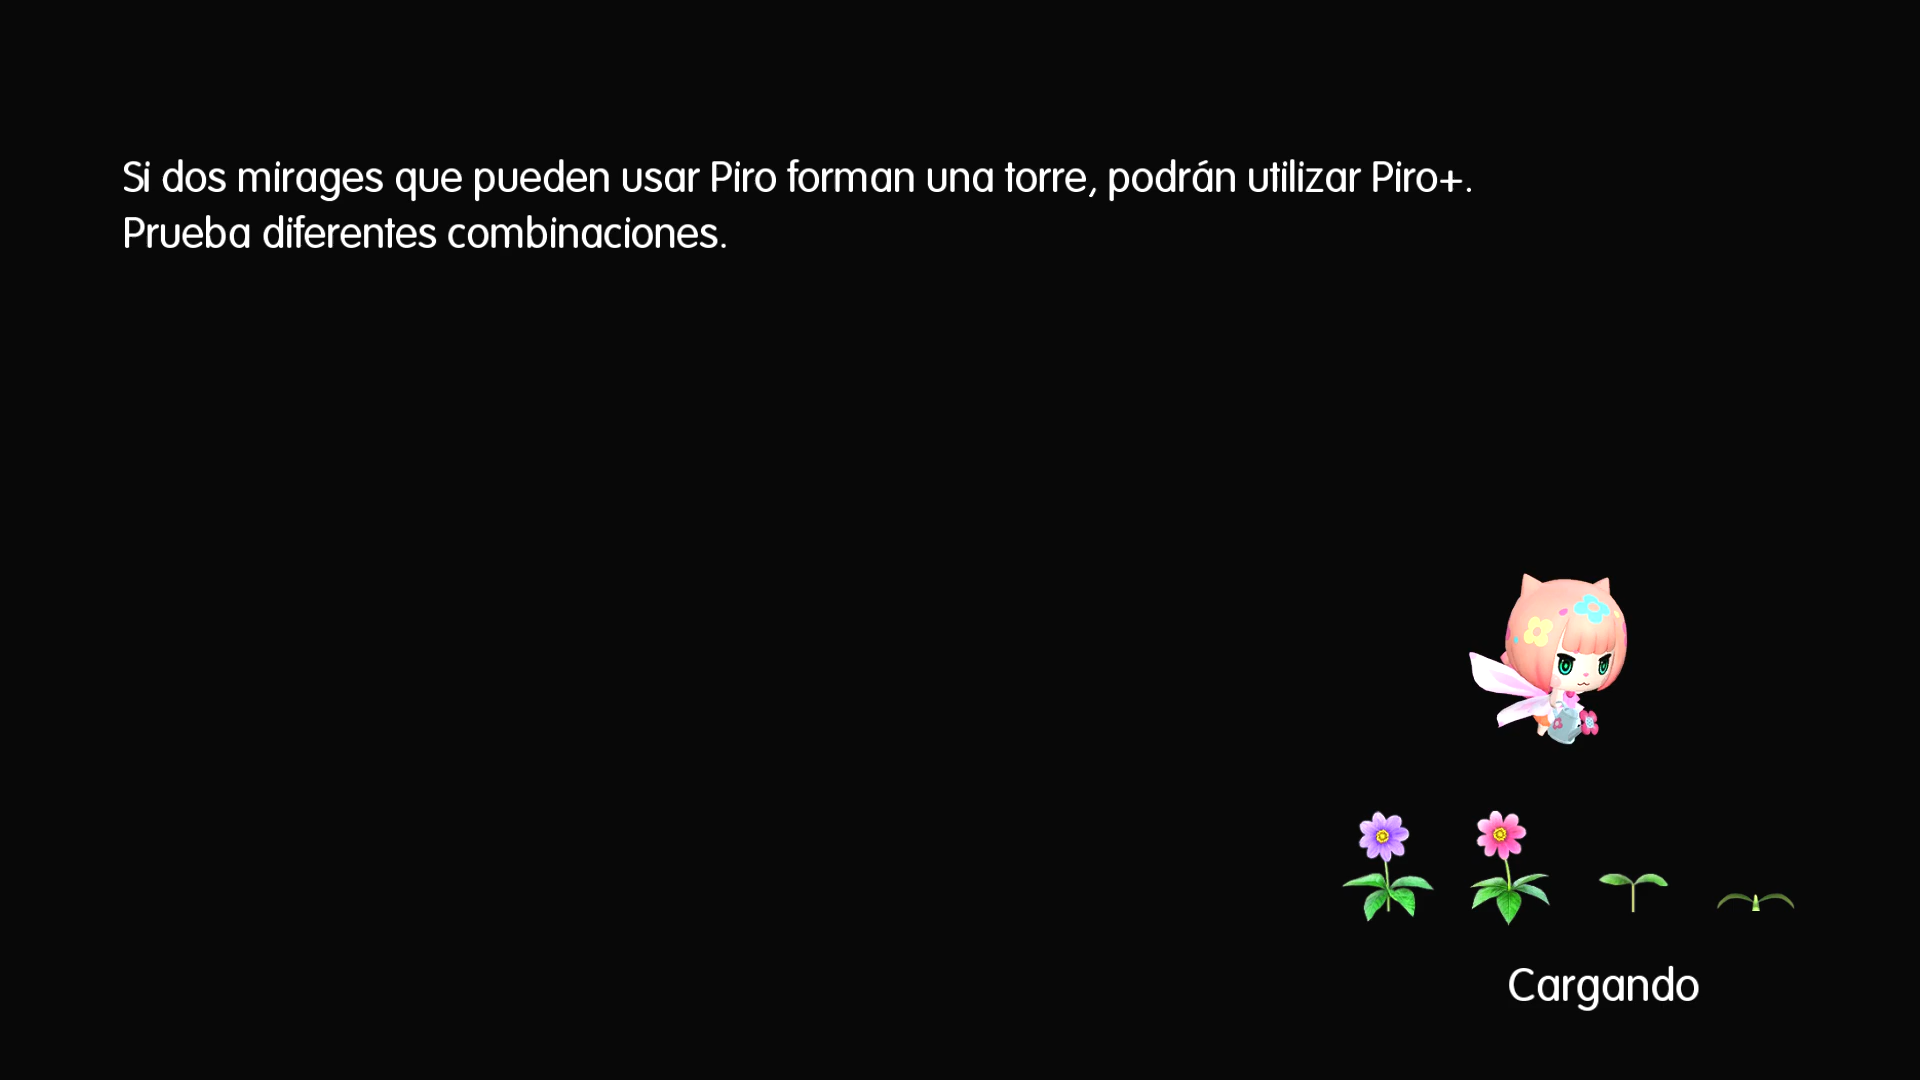 Si dos mirages que pueden usar Piro forman una torre, podrán utilizar Piro+.
Prueba diferentes combinaciones.
Cargando